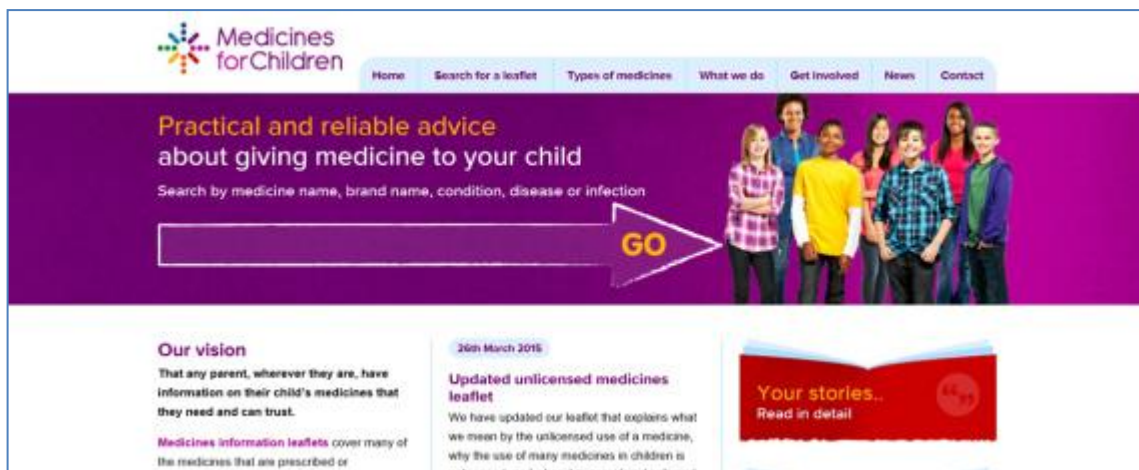 Medicines
forChildren
Home Search for a leaflet Types of medicines What we do Get involved News Contact
Practical and reliable advice
about giving medicine to your child
Search by medicine name, brand name, condition, disease or infection
GO
Our vision
That any parent, wherever they are, have
information on their child's medicines that
they need and can trust.
Medicines information leaflets cover many of
the medicines that are prescribed or
26th March 2015
Updated unlicensed medicines
leaflet
We have updated our leaflet that explains what
we mean by the unlicensed use of a medicine,
why the use of many medicines in children is
Your stories..
Read in detail